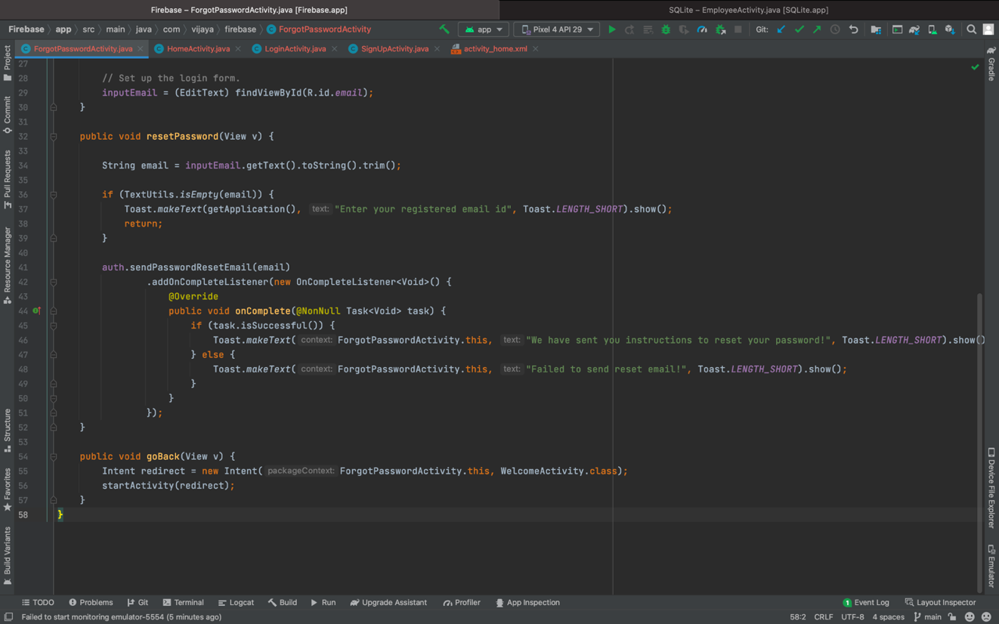 Firebase – ForgotPasswordActivity.java [Firebase.app]
SQLite – EmployeeActivity.java [SQLite.app]
Firebase app src main java com vijaya firebase ForgotPasswordActivity
app Pixel 4 API 29 Git:
ForgotPasswordActivity.java HomeActivity.java LoginActivity.java SignUpActivity.java activity_home.xml
Project
Commit
Pull Requests
Resource Manager
Structure
Favorites
Build Variants
27
28 // Set up the login form.
29 inputEmail = (EditText) findViewById(R.id.email);
30 }
31
32 public void resetPassword(View v) {
33
34 String email = inputEmail.getText().toString().trim();
35
36 if (TextUtils.isEmpty(email)) {
37 Toast.makeText(getApplication(), text: "Enter your registered email id", Toast.LENGTH_SHORT).show();
38 return;
39 }
40
41 auth.sendPasswordResetEmail(email)
42 .addOnCompleteListener(new OnCompleteListener<Void>() {
43 @Override
44 public void onComplete(@NonNull Task<Void> task) {
45 if (task.isSuccessful()) {
46 Toast.makeText( context: ForgotPasswordActivity.this, text: "We have sent you instructions to reset your password!", Toast.LENGTH_SHORT).show()
47 } else {
48 Toast.makeText( context: ForgotPasswordActivity.this, text: "Failed to send reset email!", Toast.LENGTH_SHORT).show();
49 }
50 }
51 });
52 }
53
54 public void goBack(View v) {
55 Intent redirect = new Intent( packageContext: ForgotPasswordActivity.this, WelcomeActivity.class);
56 startActivity(redirect);
57 }
58 }
Gradle
Device File Explorer
Emulator
TODO Problems Git Terminal Logcat Build Run Upgrade Assistant Profiler App Inspection 1 Event Log Layout Inspector
Failed to start monitoring emulator-5554 (5 minutes ago) 58:2 CRLF UTF-8 4 spaces main